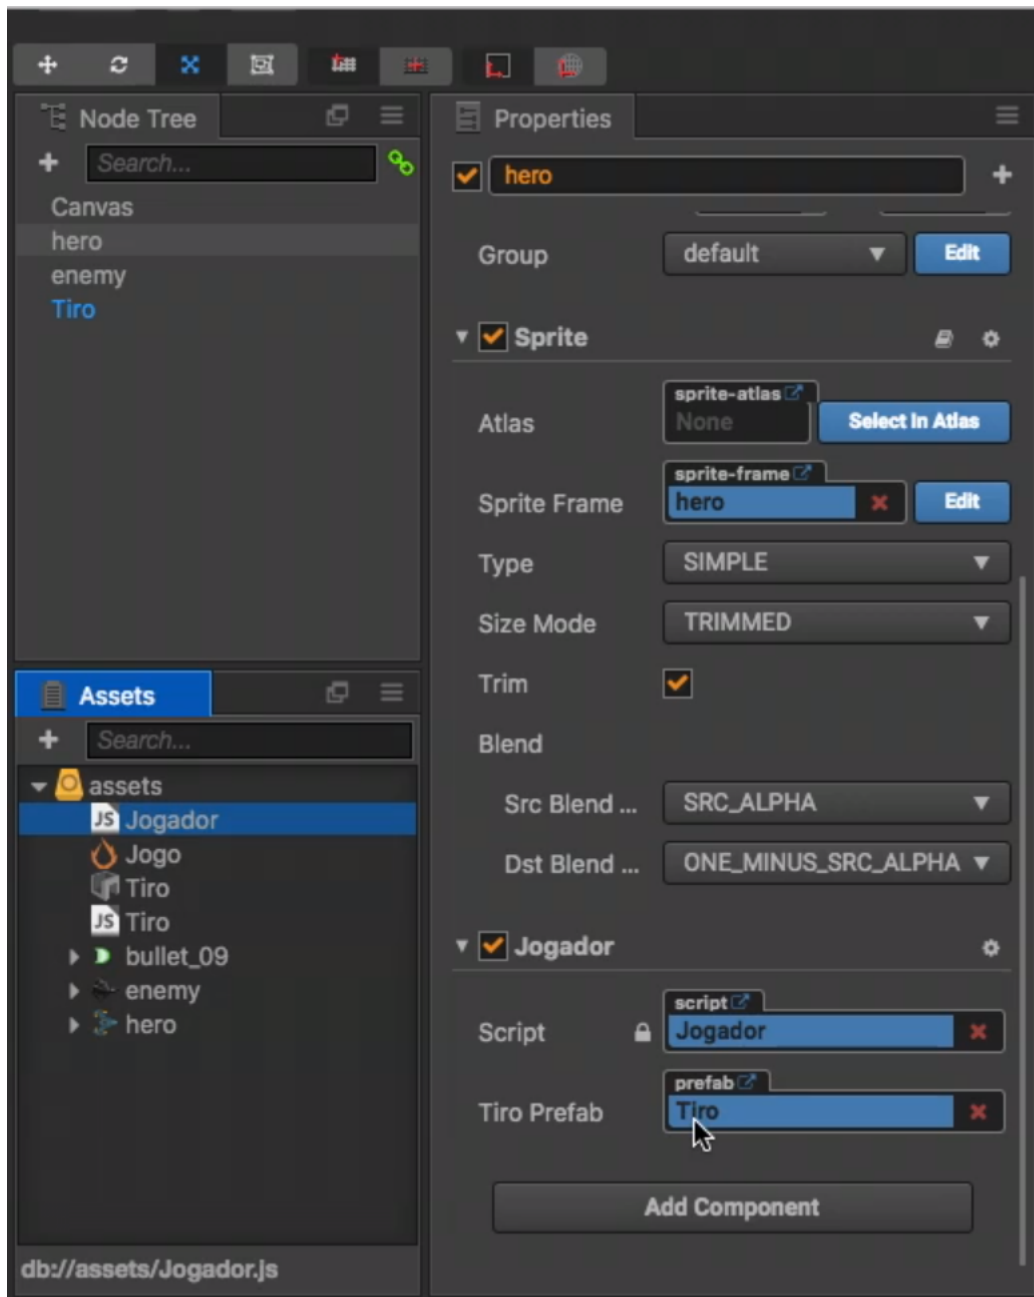 Node Tree
Search...
Canvas
hero
enemy
Tiro
Assets
Search...
assets
JS Jogador
Jogo
Tiro
JS Tiro
bullet_09
enemy
hero
db://assets/Jogador.js
Properties
hero
Group default Edit
Sprite
sprite-atlas
Atlas None Select In Atlas
sprite-frame
Sprite Frame hero Edit
Type SIMPLE
Size Mode TRIMMED
Trim
Blend
Src Blend ... SRC_ALPHA
Dst Blend ... ONE_MINUS_SRC_ALPHA
Jogador
script
Script Jogador
prefab
Tiro Prefab Tiro
Add Component